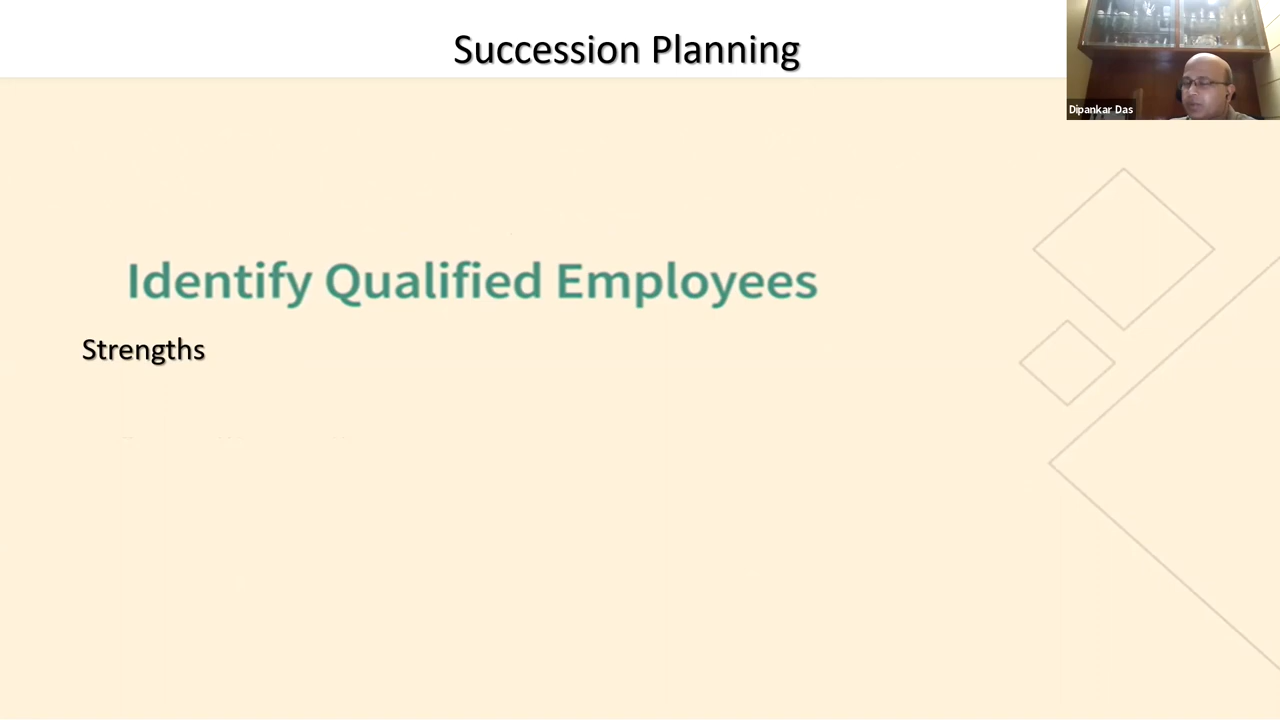 Succession Planning
Dipankar Das
Identify Qualified Employees
Strengths